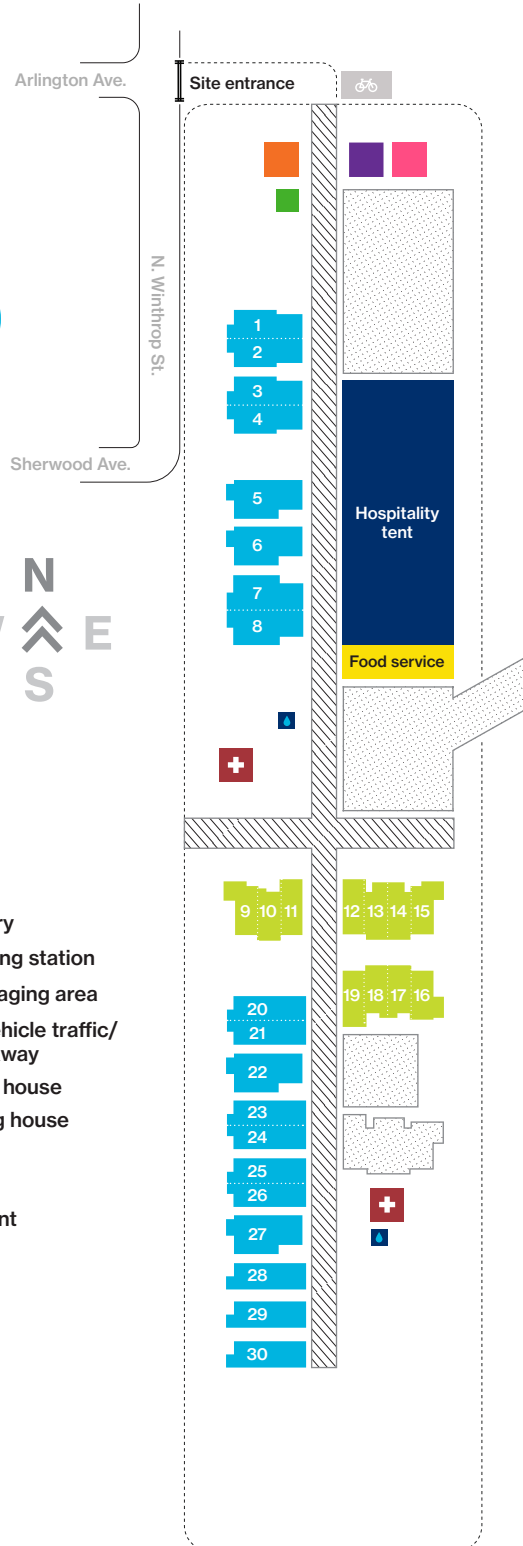 Arlington Ave.
Site entrance
N. Winthrop St.
1
2
3
4
Sherwood Ave.
5
Hospitality
tent
6
N
7
E
8
S
Food service
9 10 11
12 13 14 15
ry
ng station
19 18 17 16
aging area
20
21
hicle traffic/
way
22
house
23
g house
24
25
26
nt
27
28
29
30